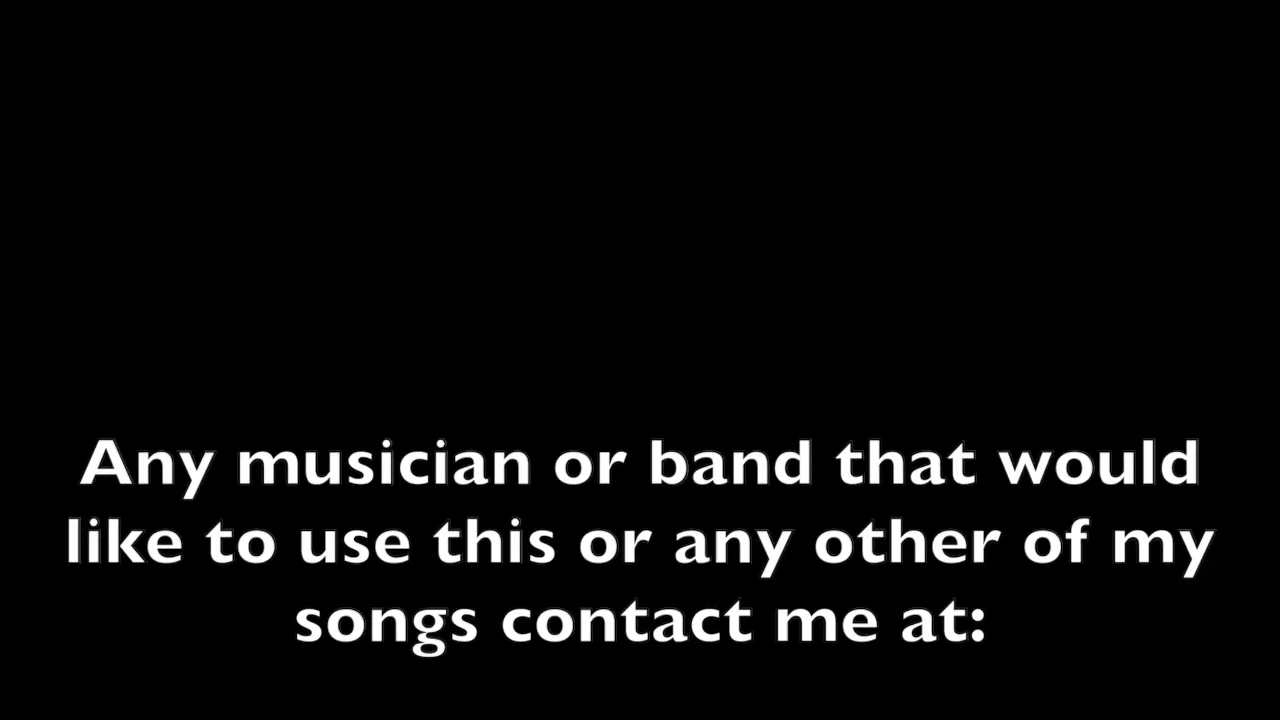 Any musician or band that would
like to use this or any other of my
songs contact me at: